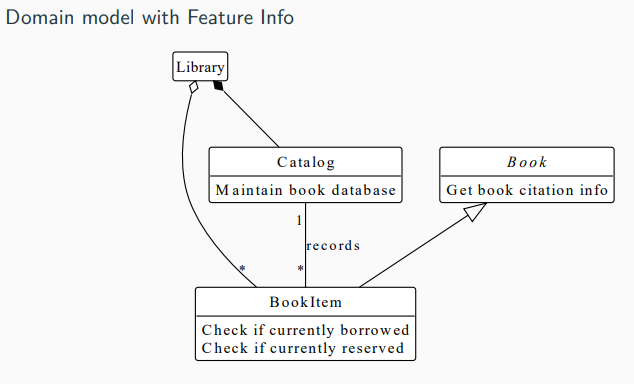 Domain model with Feature Info
Library
Catalog
Maintain book database
Book
Get book citation info
1
records
*
*
BookItem
Check if currently borrowed
Check if currently reserved